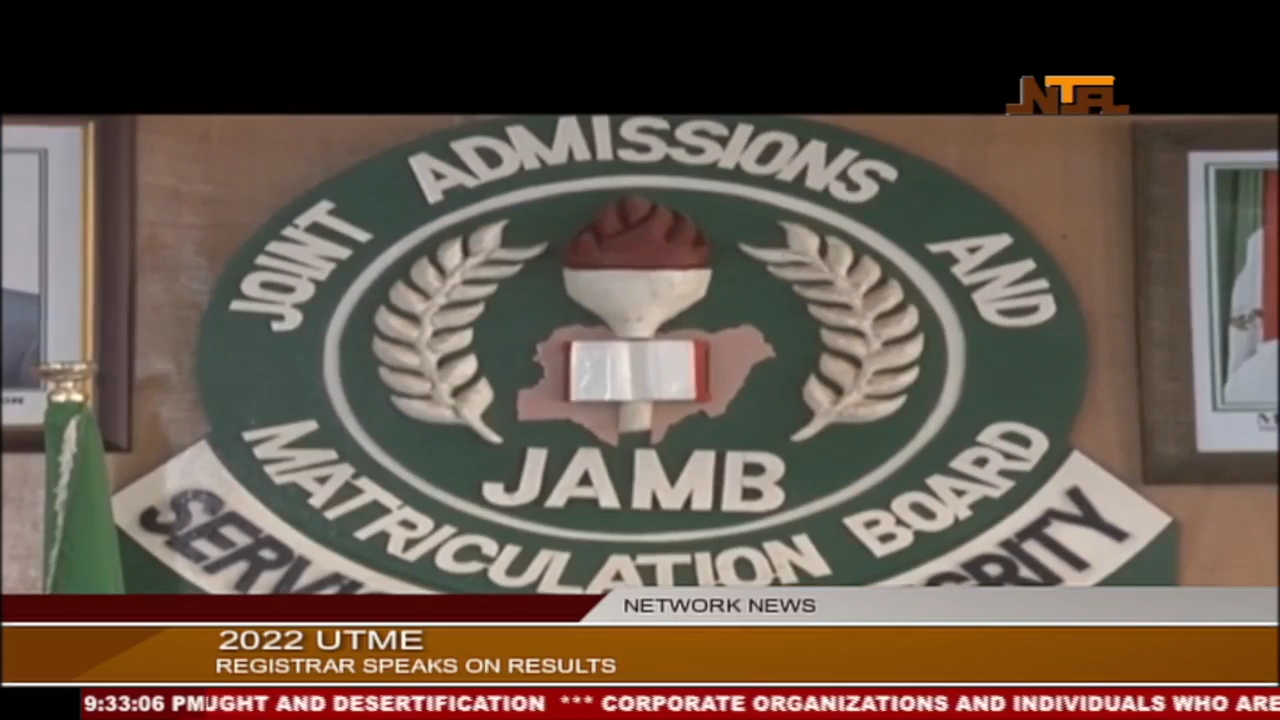 NTA
JOINT ADMISSIONS AND
MATRICULATION BOARD
JAMB
NETWORK NEWS
2022 UTME
REGISTRAR SPEAKS ON RESULTS
9:33:06 PM AND DESERTIFICATION *** CORPORATE ORGANIZATIONS AND INDIVIDUALS WHO ARE